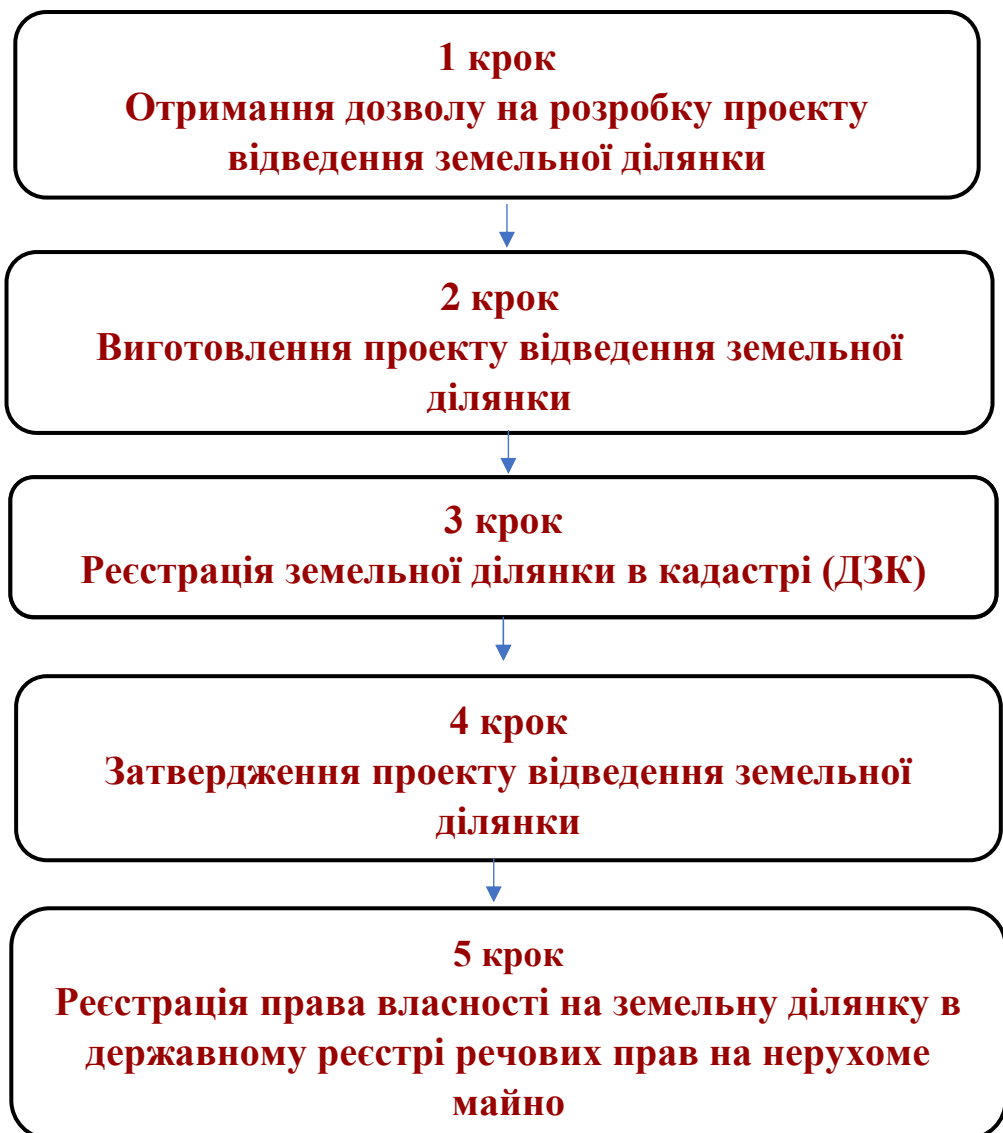 1 крок
Отримання дозволу на розробку проекту
відведення земельної ділянки
2 крок
Виготовлення проекту відведення земельної
ділянки
3 крок
Реєстрація земельної ділянки в кадастрі (ДЗК)
4 крок
Затвердження проекту відведення земельної
ділянки
5 крок
Реєстрація права власності на земельну ділянку в
державному реєстрі речових прав на нерухоме
майно